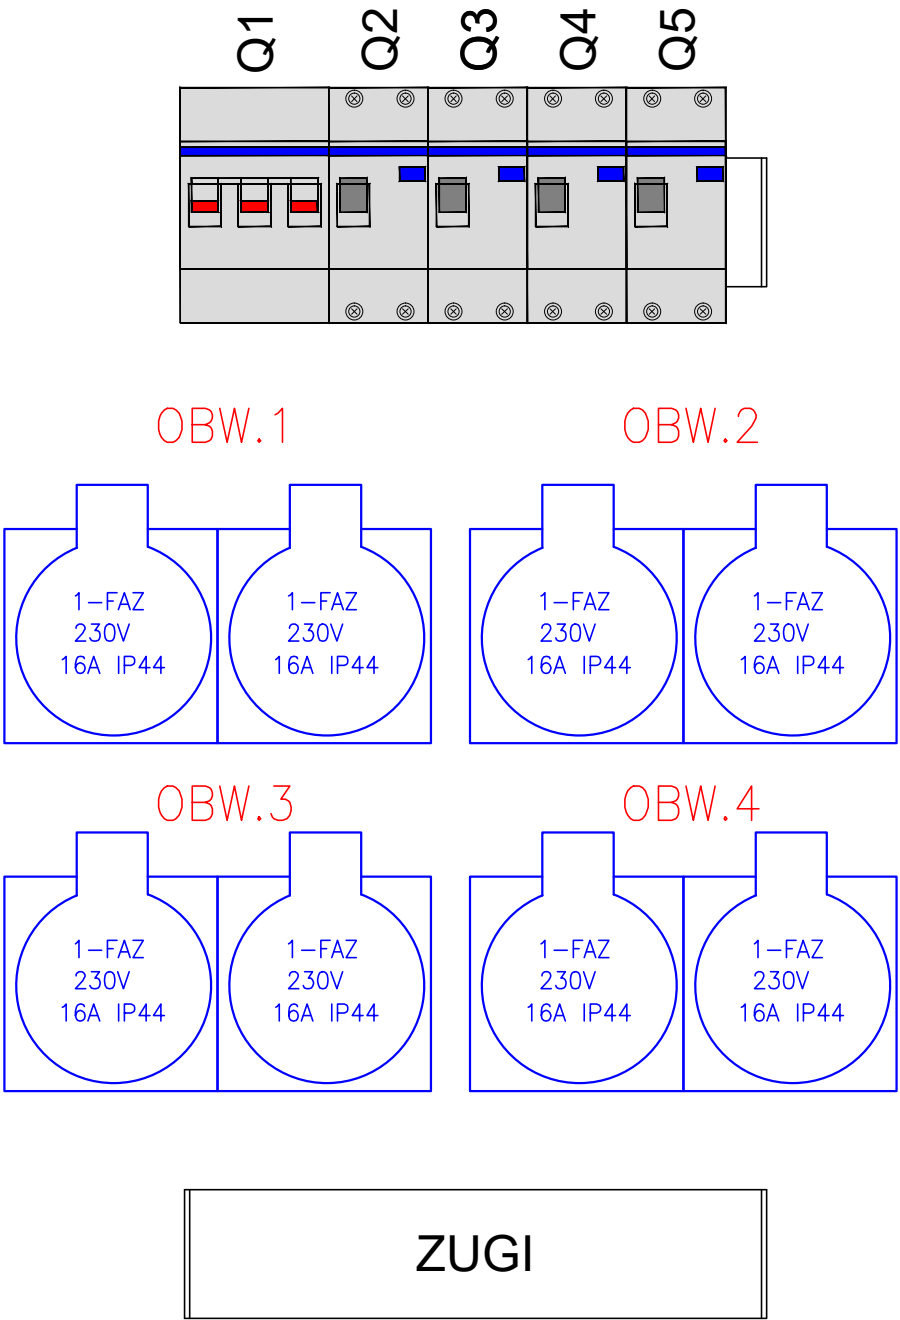 Q1 Q2 Q3 Q4 Q5
OBW.1 OBW.2
1-FAZ 1-FAZ 1-FAZ 1-FAZ
230V 230V 230V 230V
16A IP44 16A IP44 16A IP44 16A IP44
OBW.3 OBW.4
1-FAZ 1-FAZ 1-FAZ 1-FAZ
230V 230V 230V 230V
16A IP44 16A IP44 16A IP44 16A IP44
ZUGI